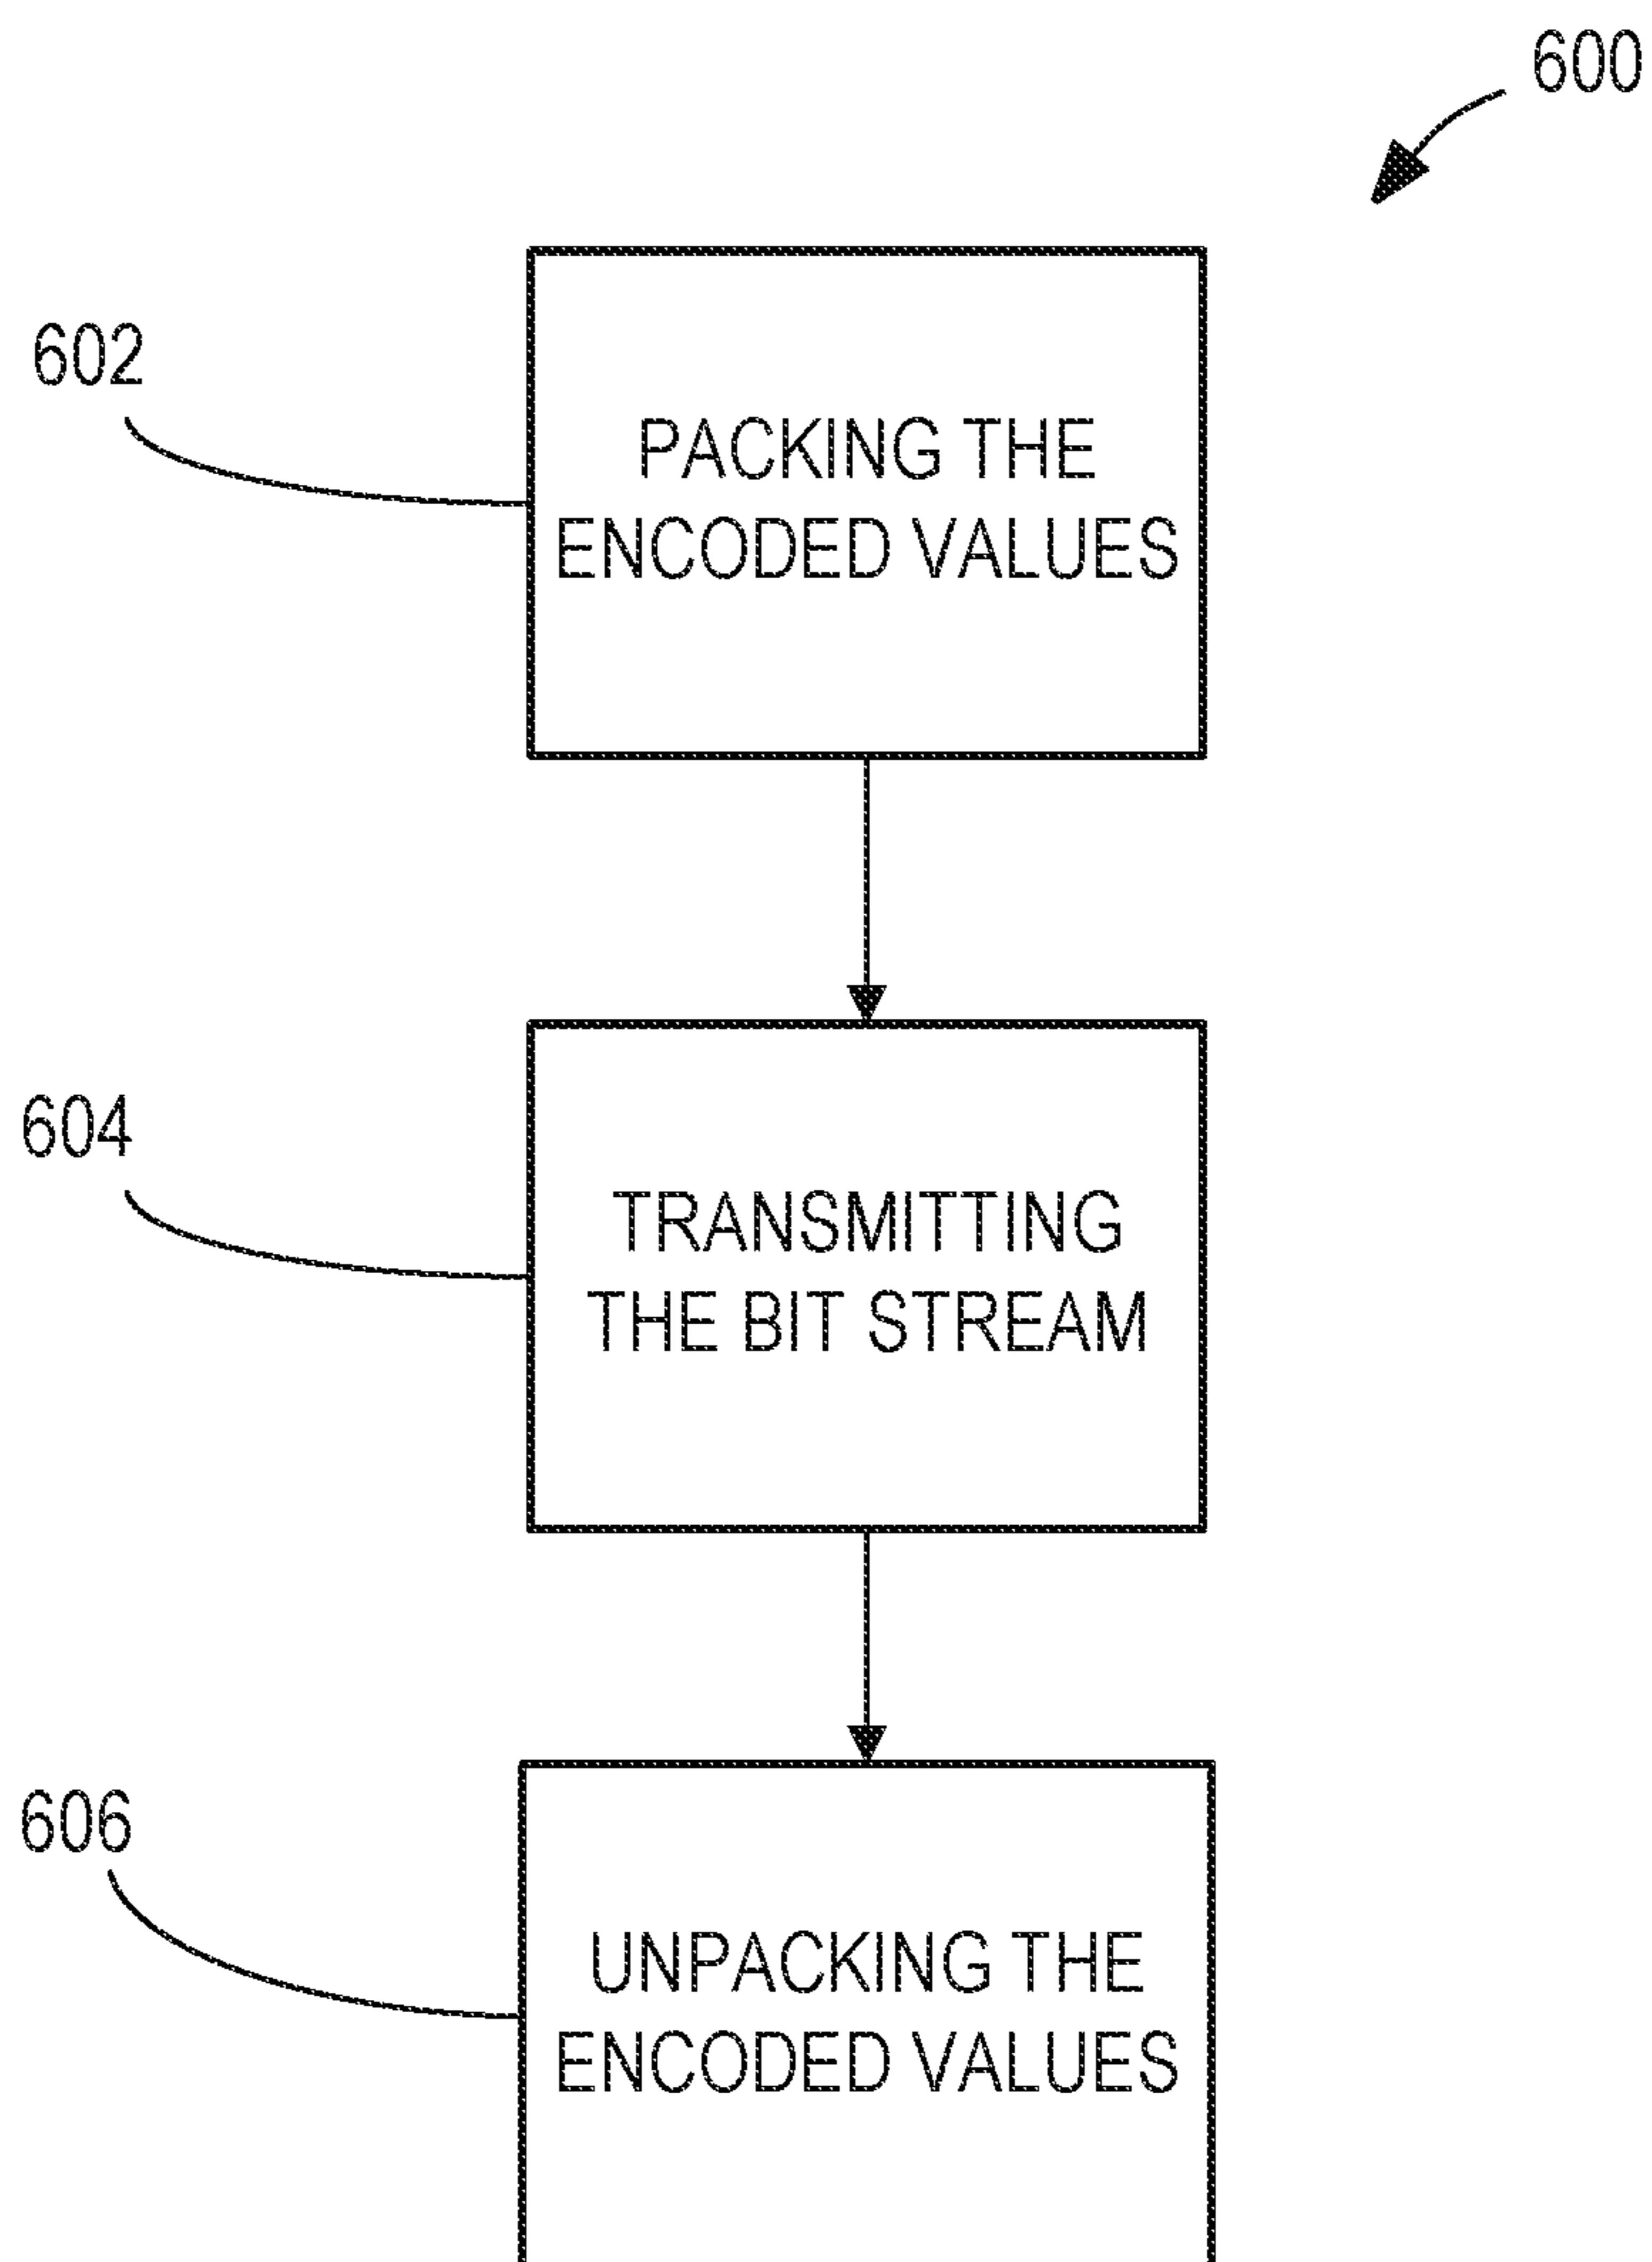 600
602
PACKING THE
ENCODED VALUES
604
TRANSMITTING
THE BIT STREAM
606
UNPACKING THE
ENCODED VALUES